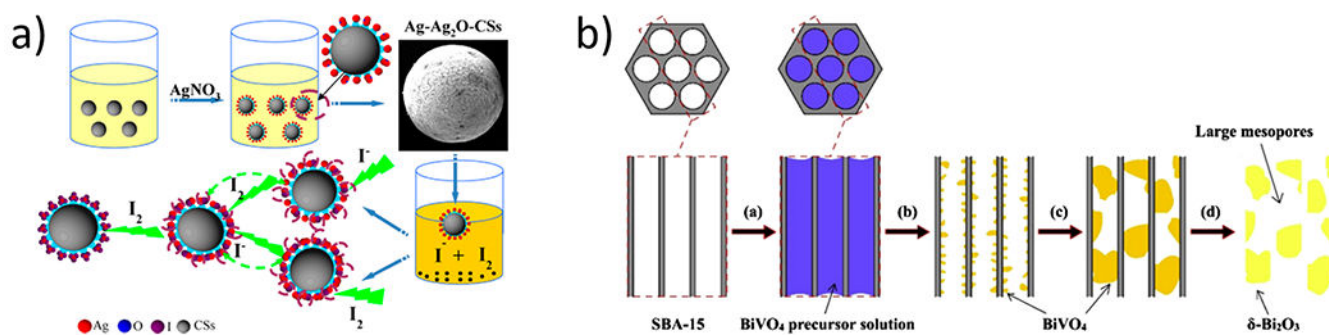 a)
AgNO₃
Ag-Ag₂O-CSs
I⁻
I₂
I₂
I⁻
I⁻ + I₂
I₂
Ag O I CSs
b)
Large mesopores
(a)
(b)
(c)
(d)
SBA-15
BiVO₄ precursor solution
BiVO₄
δ-Bi₂O₃